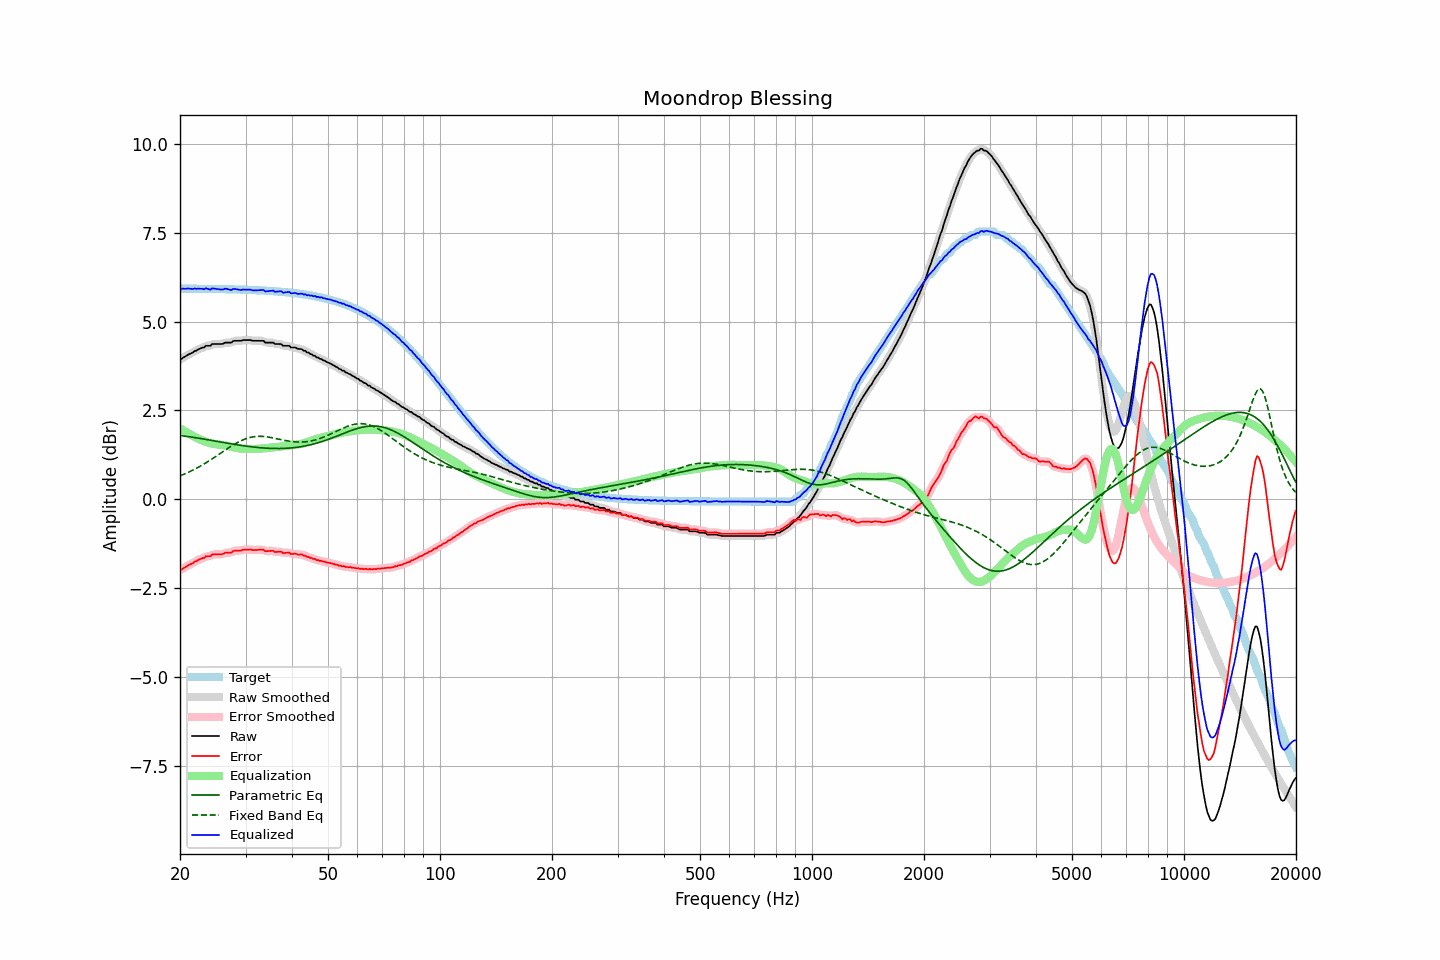 Moondrop Blessing
10.0
7.5
5.0
2.5
0.0
−2.5
−5.0
−7.5
Amplitude (dBr)
Target
Raw Smoothed
Error Smoothed
Raw
Error
Equalization
Parametric Eq
Fixed Band Eq
Equalized
20 50 100 200 500 1000 2000 5000 10000 20000
Frequency (Hz)